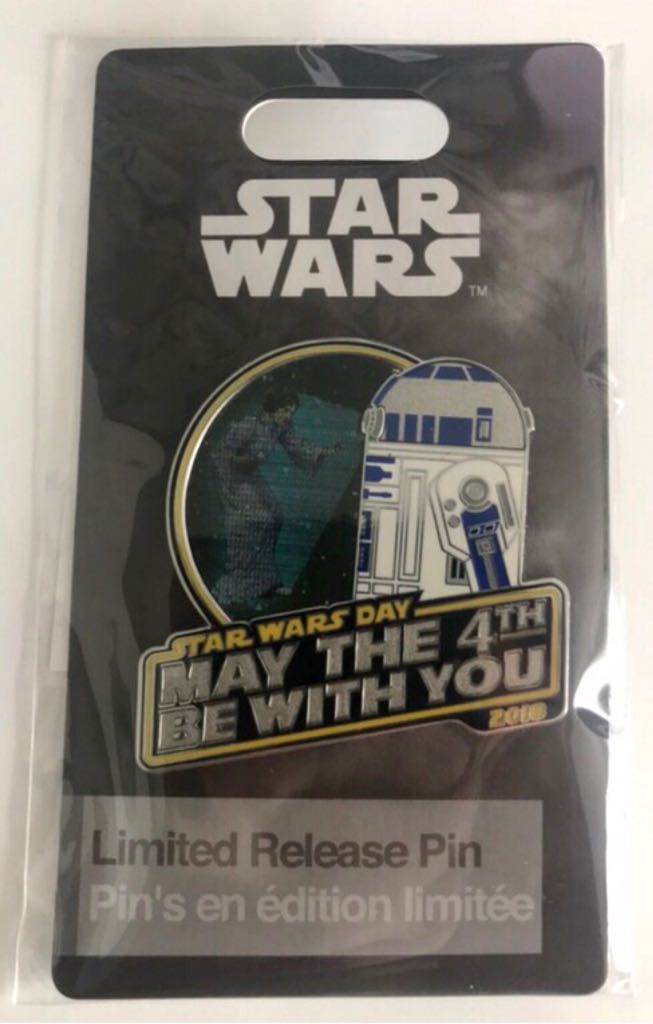 STAR
WARS
TM
STAR WARS DAY
MAY THE 4TH
BE WITH YOU
Limited Release Pin
Pin's en édition limitée